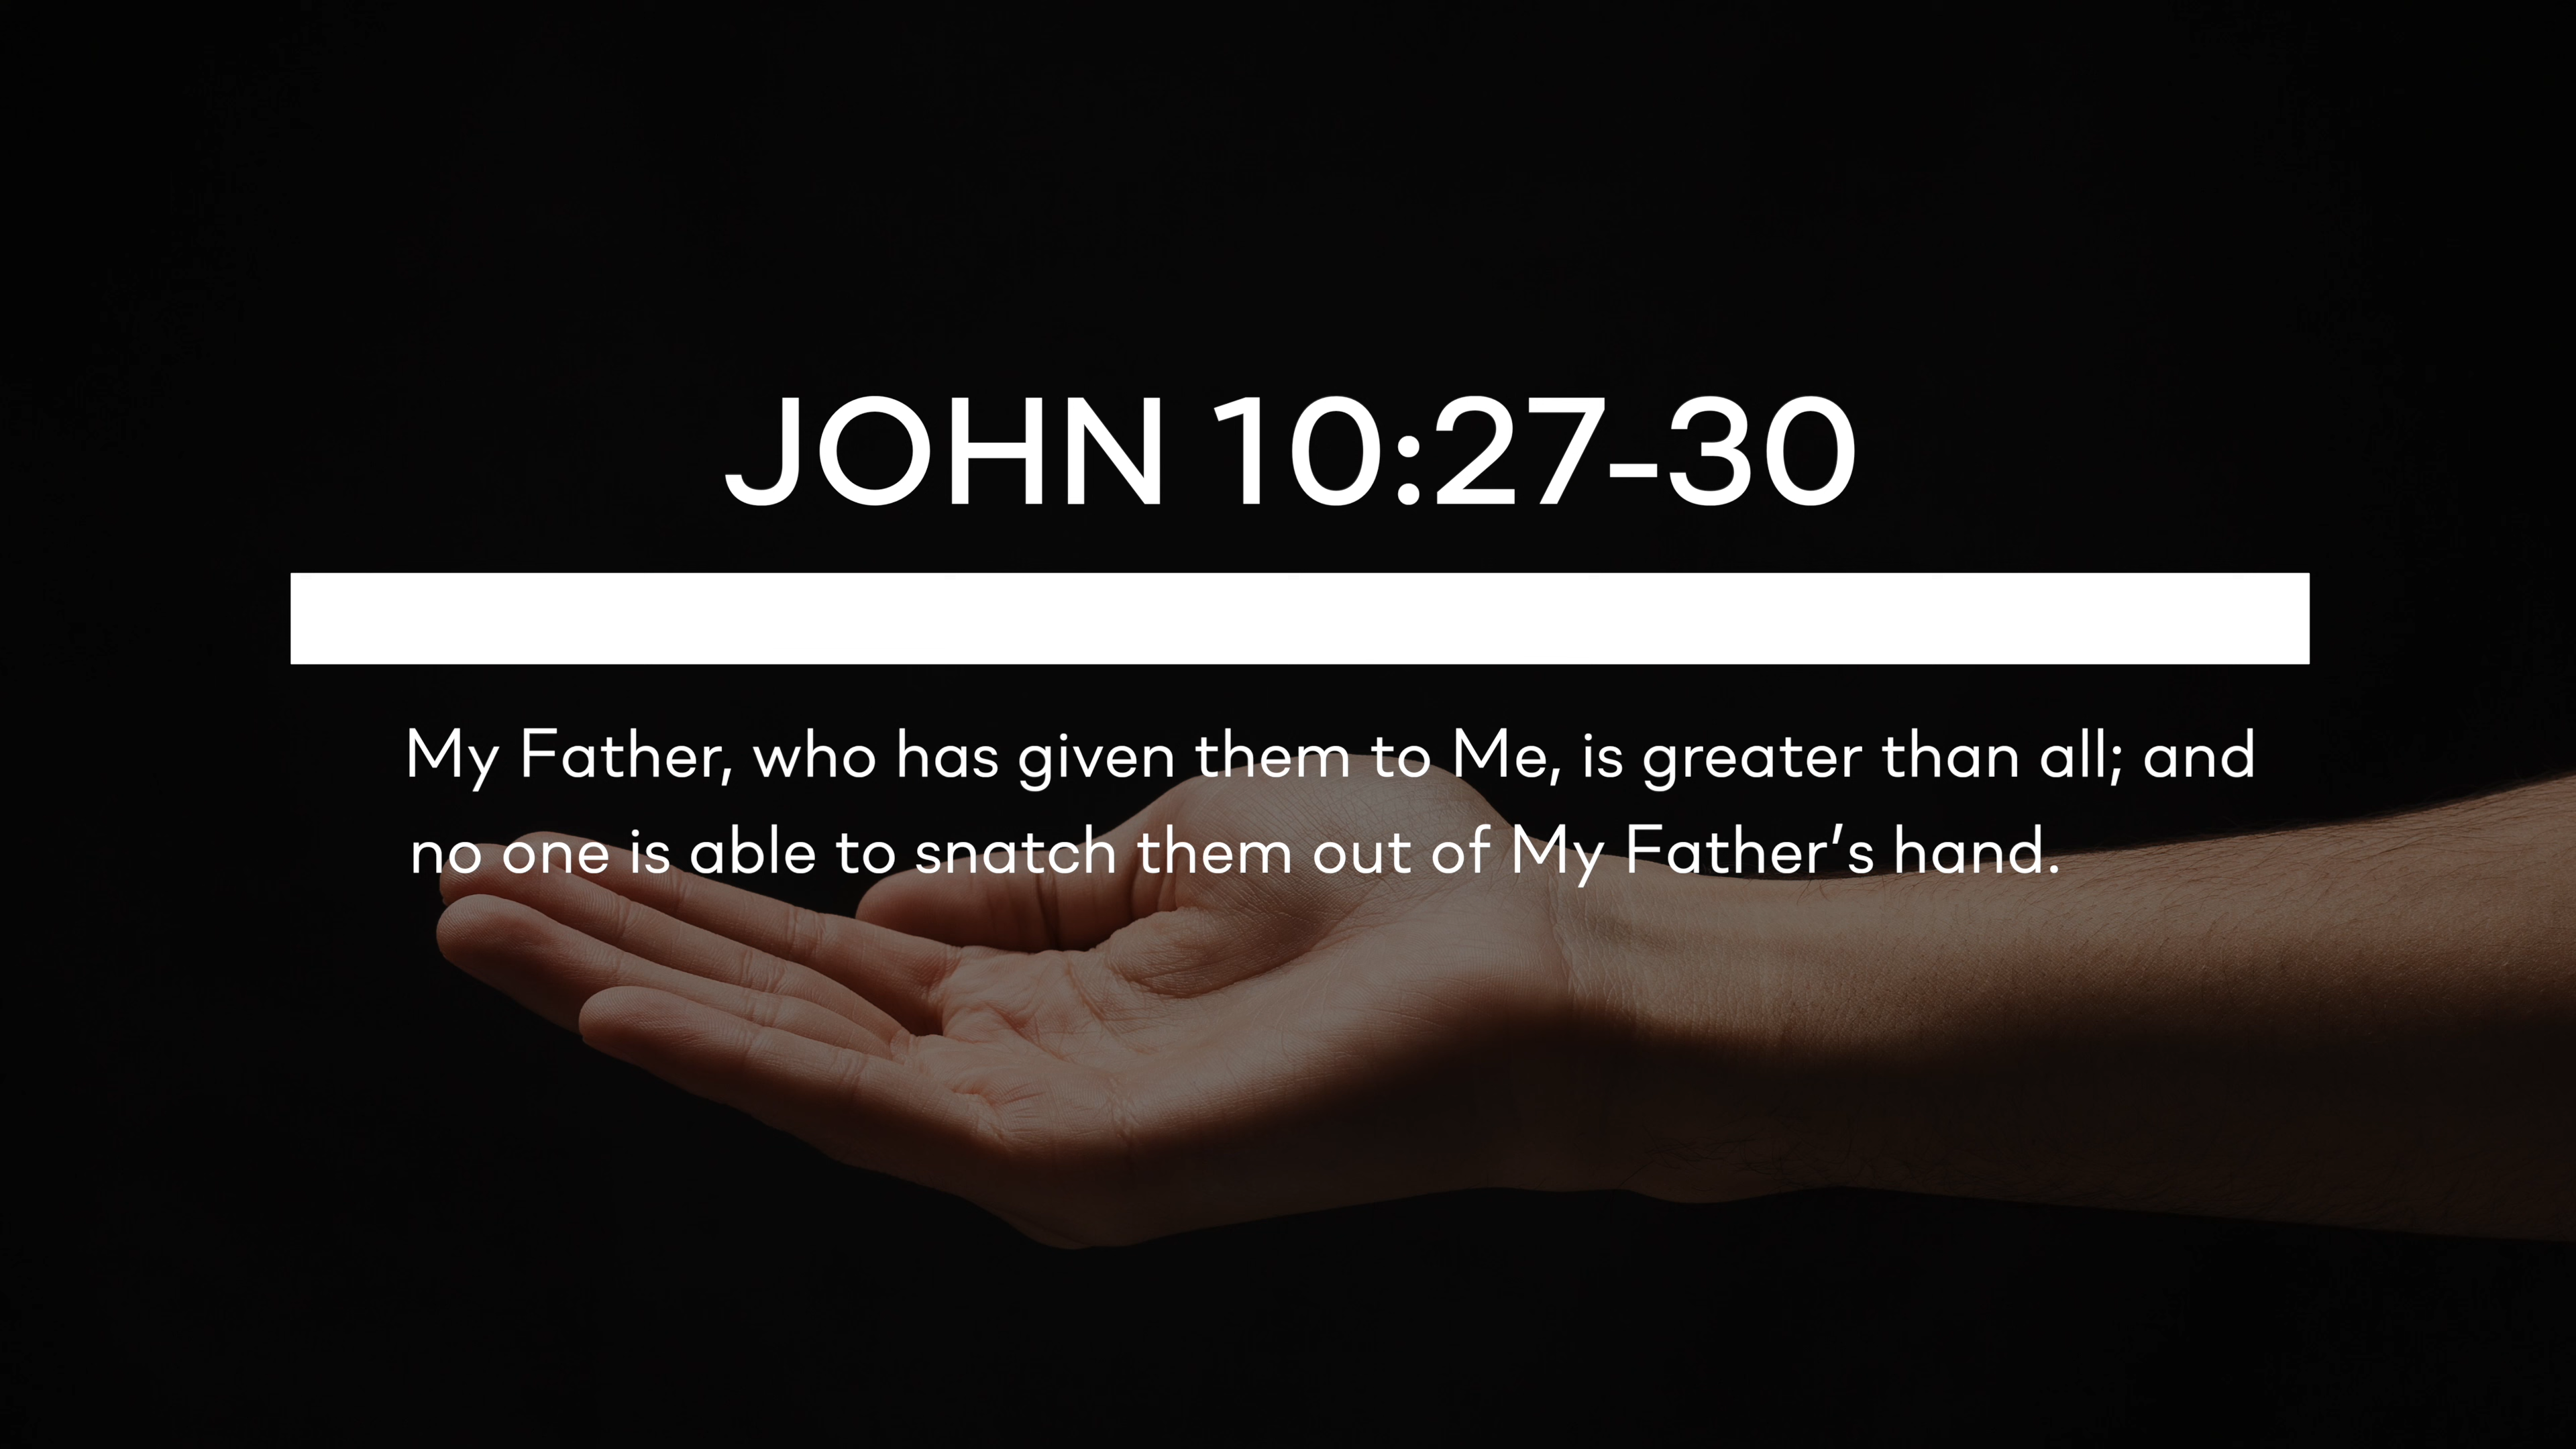 JOHN 10:27-30
My Father, who has given them to Me, is greater than all; and
no one is able to snatch them out of My Father’s hand.